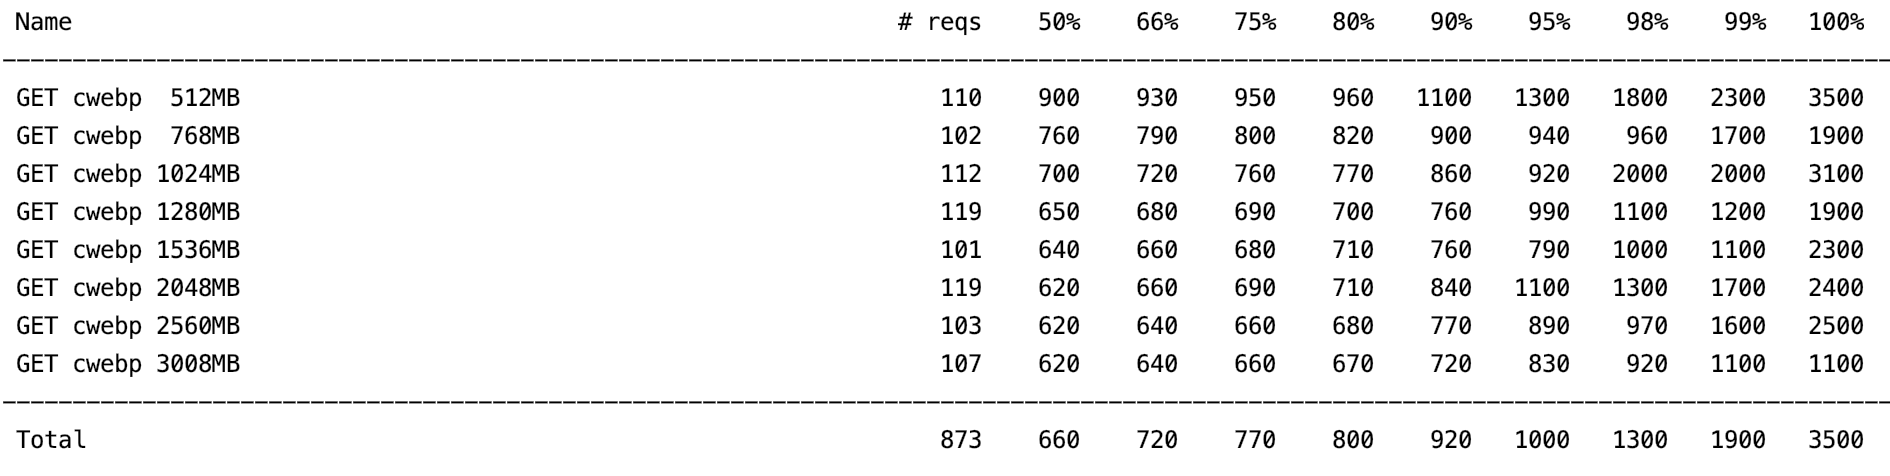 Name # reqs 50% 66% 75% 80% 90% 95% 98% 99% 100%
GET cwebp 512MB 110 900 930 950 960 1100 1300 1800 2300 3500
GET cwebp 768MB 102 760 790 800 820 900 940 960 1700 1900
GET cwebp 1024MB 112 700 720 760 770 860 920 2000 2000 3100
GET cwebp 1280MB 119 650 680 690 700 760 990 1100 1200 1900
GET cwebp 1536MB 101 640 660 680 710 760 790 1000 1100 2300
GET cwebp 2048MB 119 620 660 690 710 840 1100 1300 1700 2400
GET cwebp 2560MB 103 620 640 660 680 770 890 970 1600 2500
GET cwebp 3008MB 107 620 640 660 670 720 830 920 1100 1100
Total 873 660 720 770 800 920 1000 1300 1900 3500